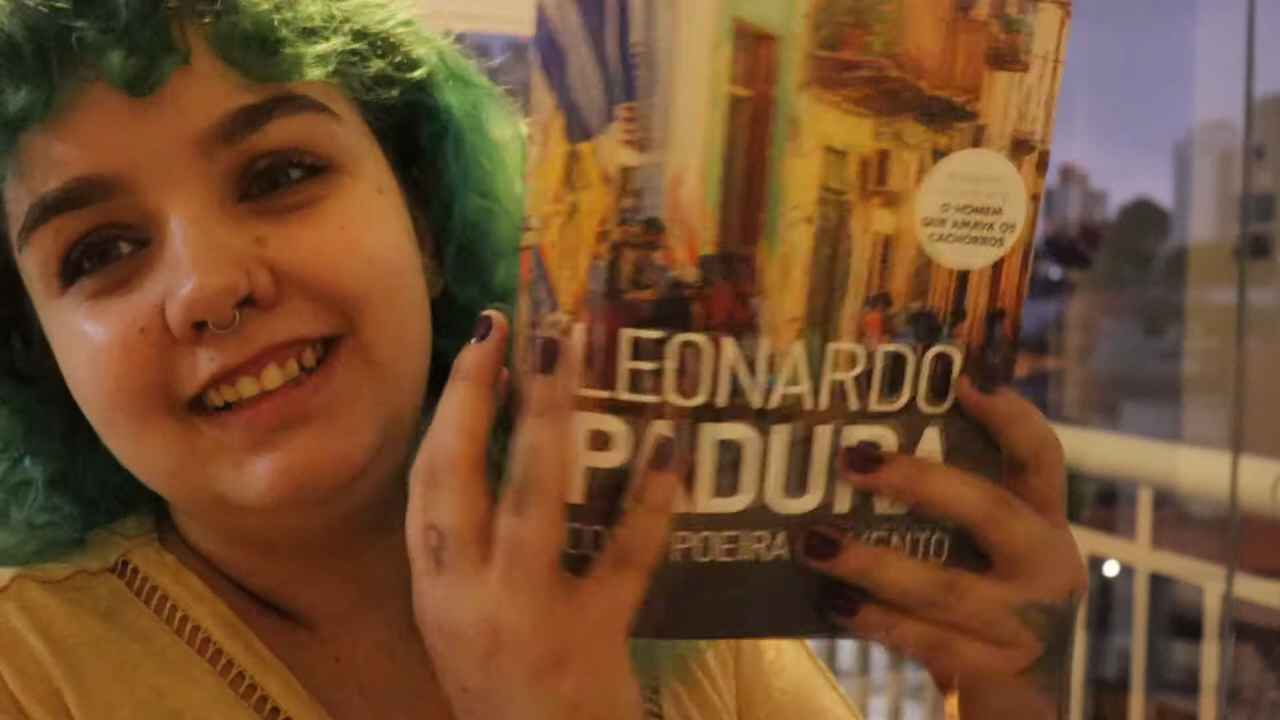 O HOMEM
QUE AMAVA OS
CACHORROS
LEONARDO
PADURA
POEIRA VENTO